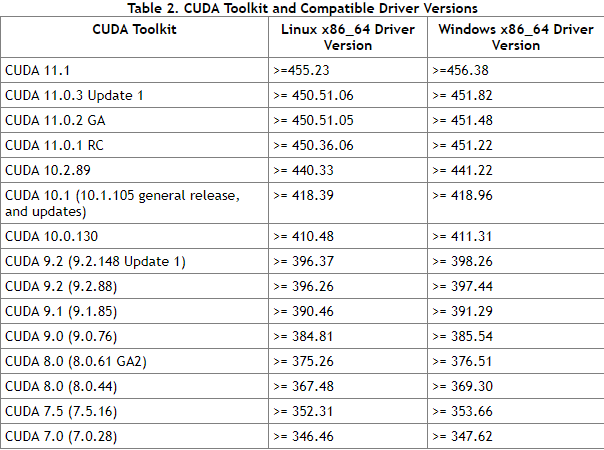 Table 2. CUDA Toolkit and Compatible Driver Versions
CUDA Toolkit Linux x86_64 Driver Version Windows x86_64 Driver Version
CUDA 11.1 >=455.23 >=456.38
CUDA 11.0.3 Update 1 >= 450.51.06 >= 451.82
CUDA 11.0.2 GA >= 450.51.05 >= 451.48
CUDA 11.0.1 RC >= 450.36.06 >= 451.22
CUDA 10.2.89 >= 440.33 >= 441.22
CUDA 10.1 (10.1.105 general release, and updates) >= 418.39 >= 418.96
CUDA 10.0.130 >= 410.48 >= 411.31
CUDA 9.2 (9.2.148 Update 1) >= 396.37 >= 398.26
CUDA 9.2 (9.2.88) >= 396.26 >= 397.44
CUDA 9.1 (9.1.85) >= 390.46 >= 391.29
CUDA 9.0 (9.0.76) >= 384.81 >= 385.54
CUDA 8.0 (8.0.61 GA2) >= 375.26 >= 376.51
CUDA 8.0 (8.0.44) >= 367.48 >= 369.30
CUDA 7.5 (7.5.16) >= 352.31 >= 353.66
CUDA 7.0 (7.0.28) >= 346.46 >= 347.62